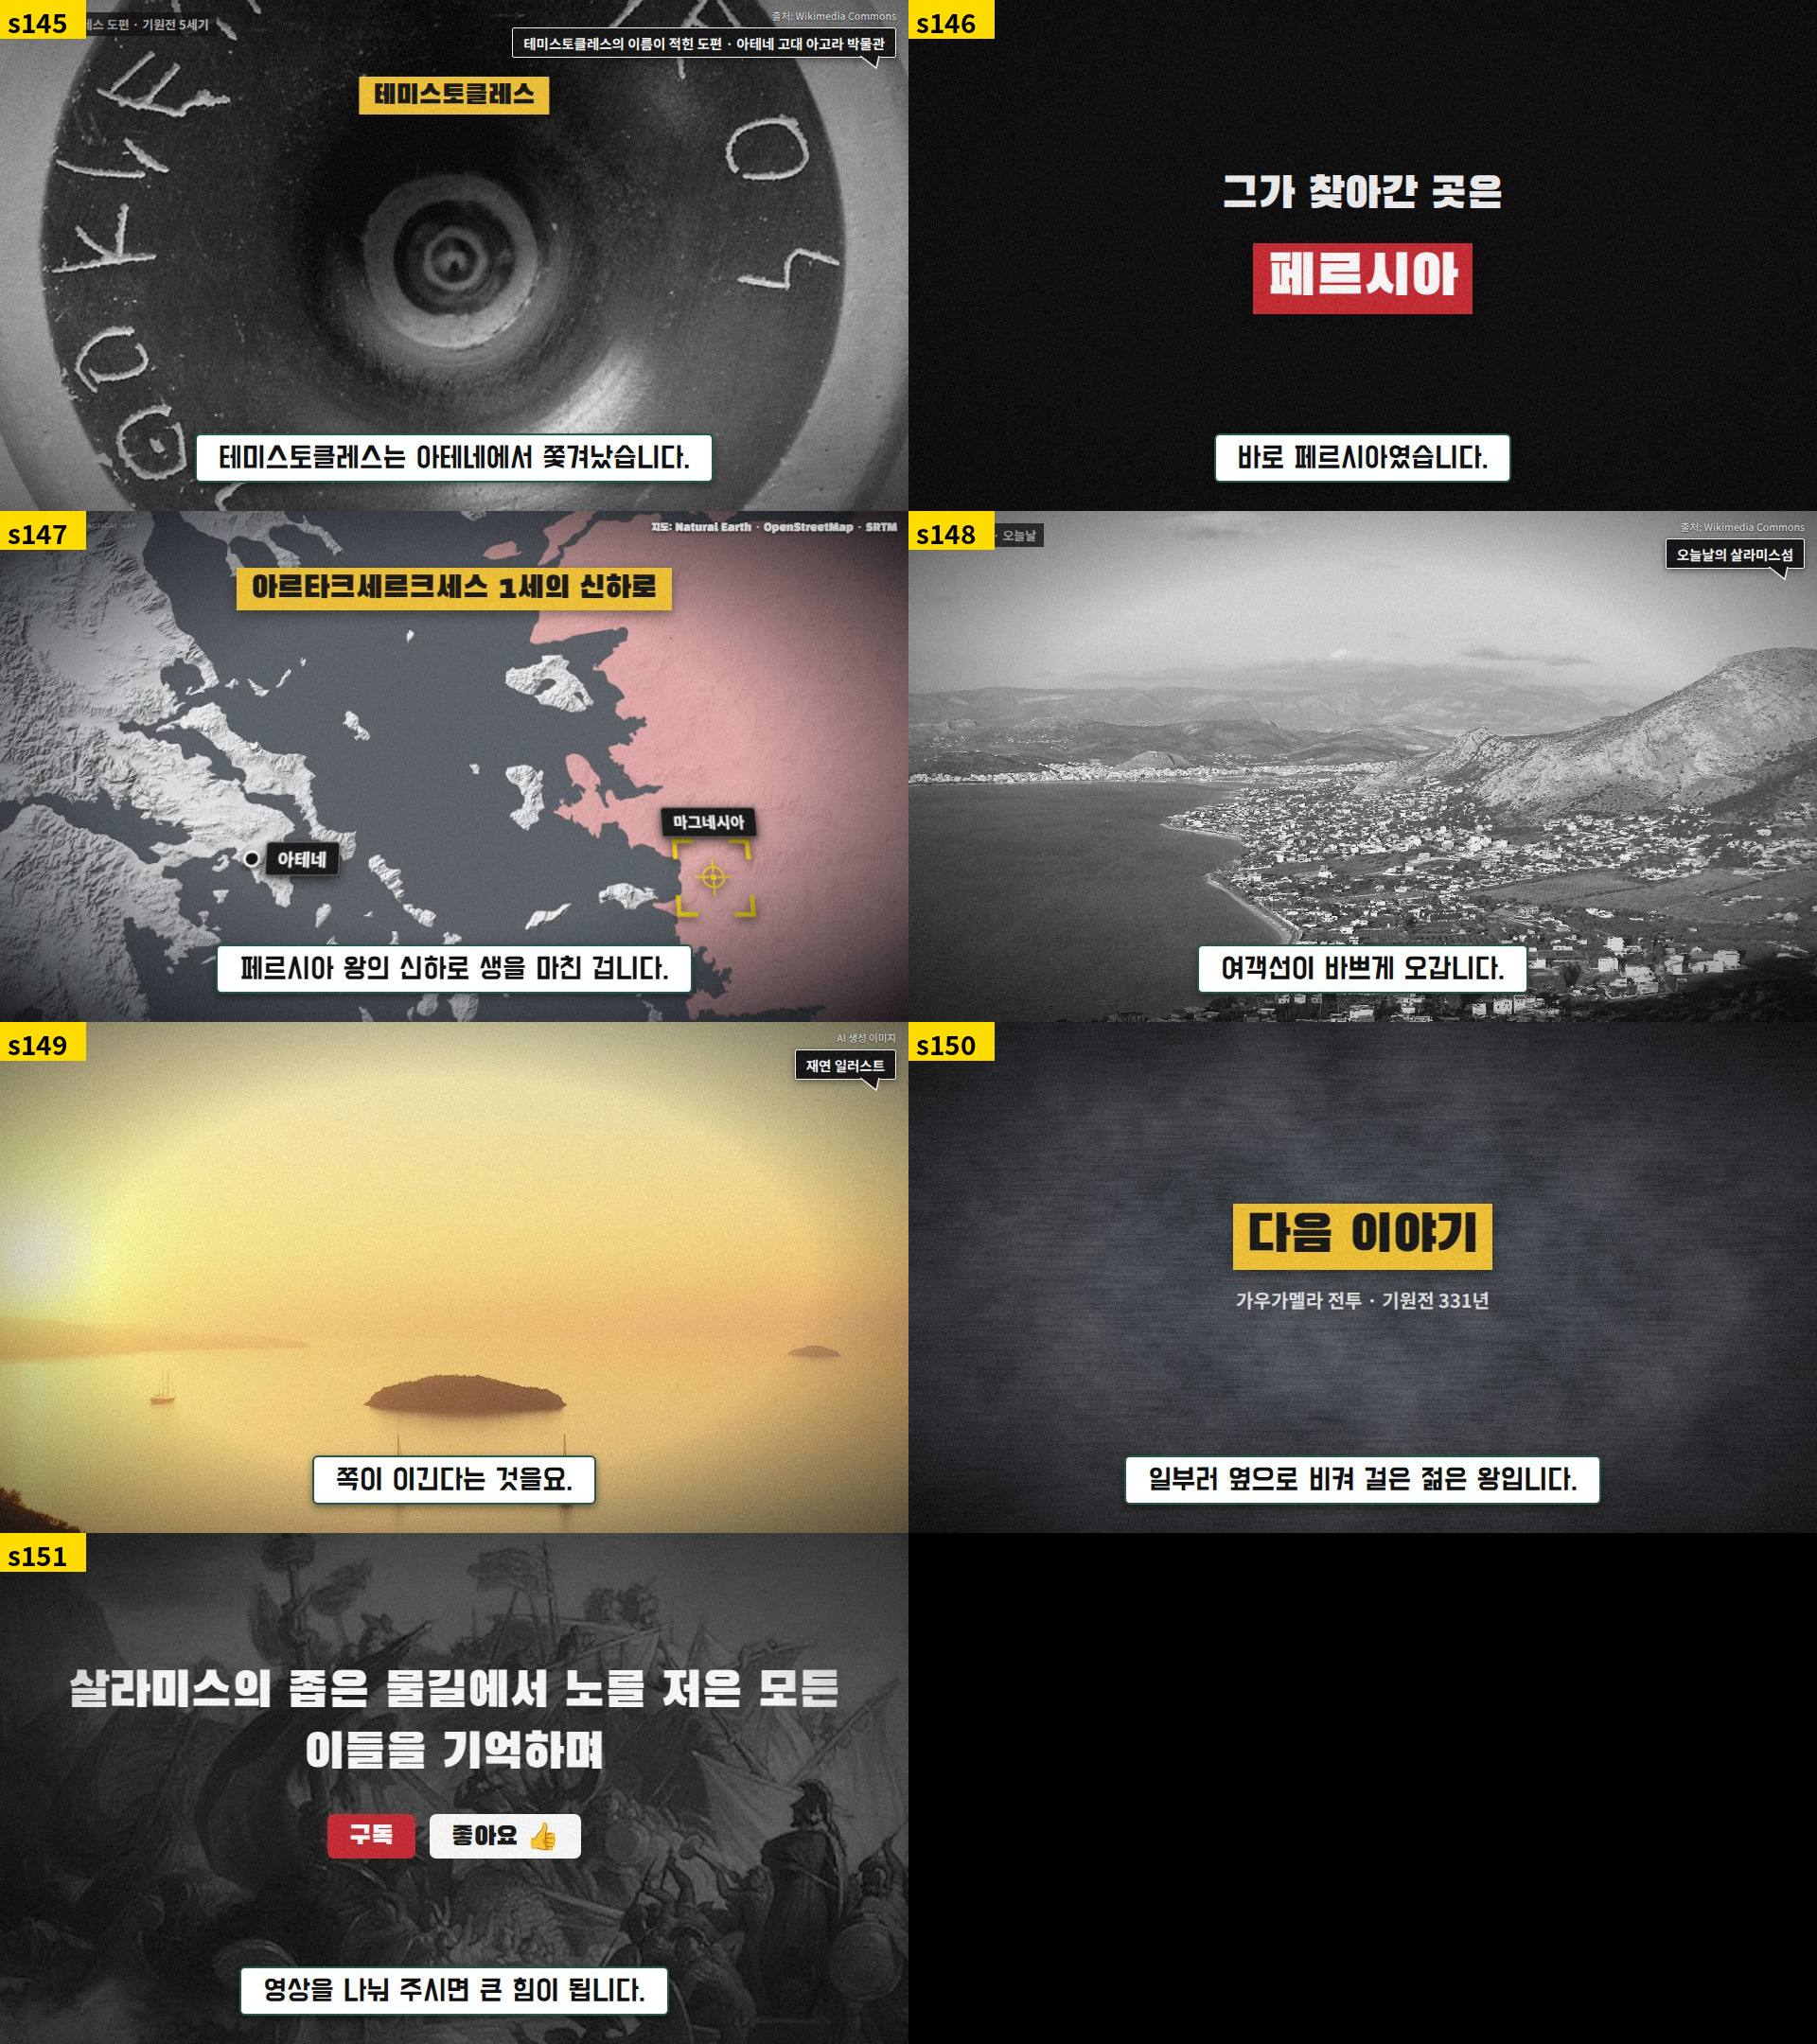 s145
레스 도편 · 기원전 5세기
출처: Wikimedia Commons
테미스토클레스의 이름이 적힌 도편 · 아테네 고대 아고라 박물관
테미스토클레스
테미스토클레스는 아테네에서 쫓겨났습니다.
s146
그가 찾아간 곳은
페르시아
바로 페르시아였습니다.
s147
지도: Natural Earth · OpenStreetMap · SRTM
아르타크세르크세스 1세의 신하로
마그네시아
아테네
페르시아 왕의 신하로 생을 마친 겁니다.
s148
· 오늘날
출처: Wikimedia Commons
오늘날의 살라미스섬
여객선이 바쁘게 오갑니다.
s149
AI 생성 이미지
재연 일러스트
쪽이 이긴다는 것을요.
s150
다음 이야기
가우가멜라 전투 · 기원전 331년
일부러 옆으로 비켜 걸은 젊은 왕입니다.
s151
살라미스의 좁은 물길에서 노를 저은 모든
이들을 기억하며
구독
좋아요 👍
영상을 나눠 주시면 큰 힘이 됩니다.